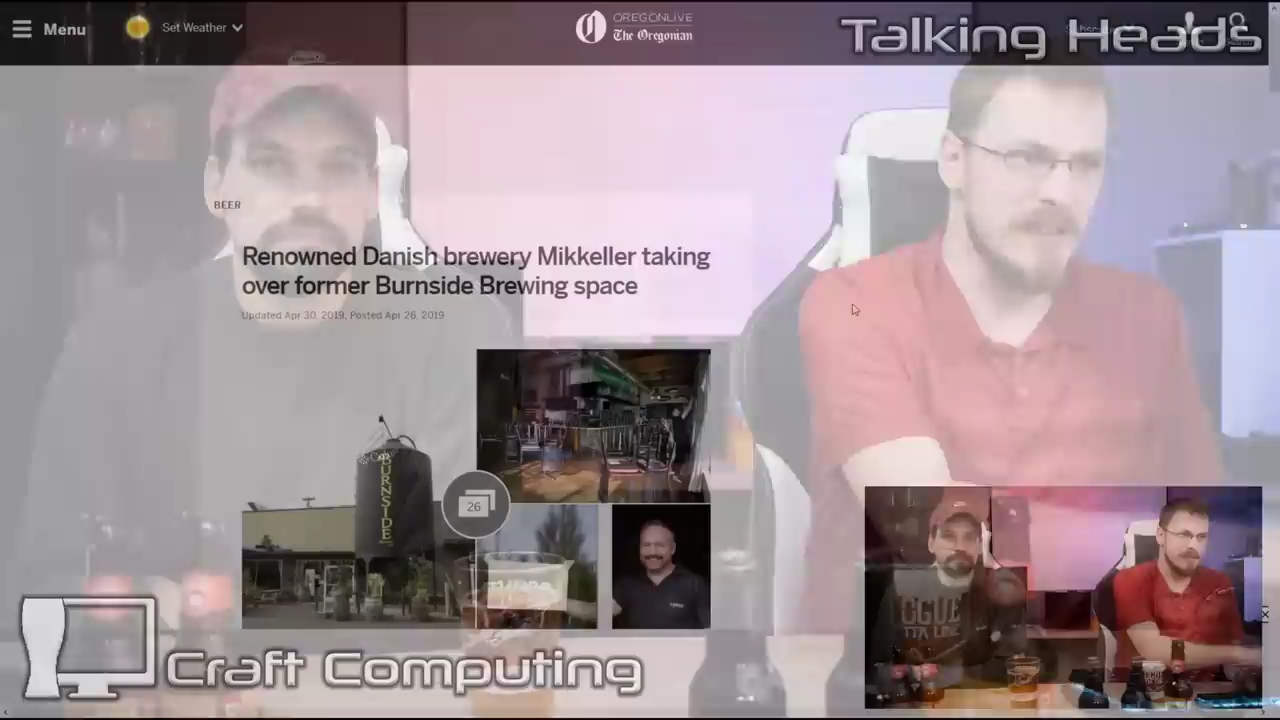 Menu
Set Weather
OREGONLIVE
The Oregonian
Talking Heads
BEER
Renowned Danish brewery Mikkeller taking
over former Burnside Brewing space
Updated Apr 30, 2019, Posted Apr 26, 2019
BURNSIDE
26
Craft Computing